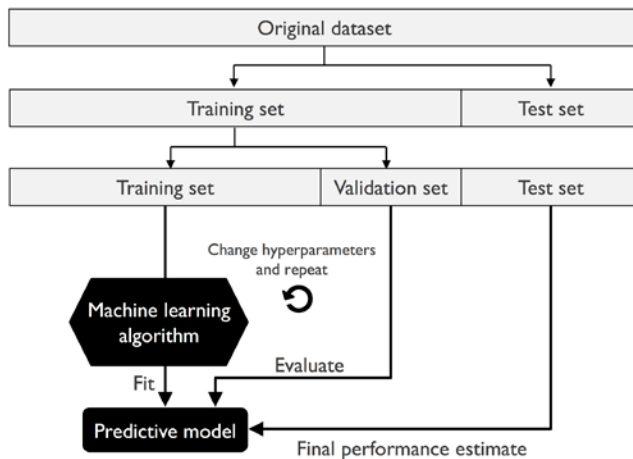 Original dataset
Training set
Test set
Training set
Validation set
Test set
Change hyperparameters
and repeat
Machine learning
algorithm
Fit
Evaluate
Predictive model
Final performance estimate